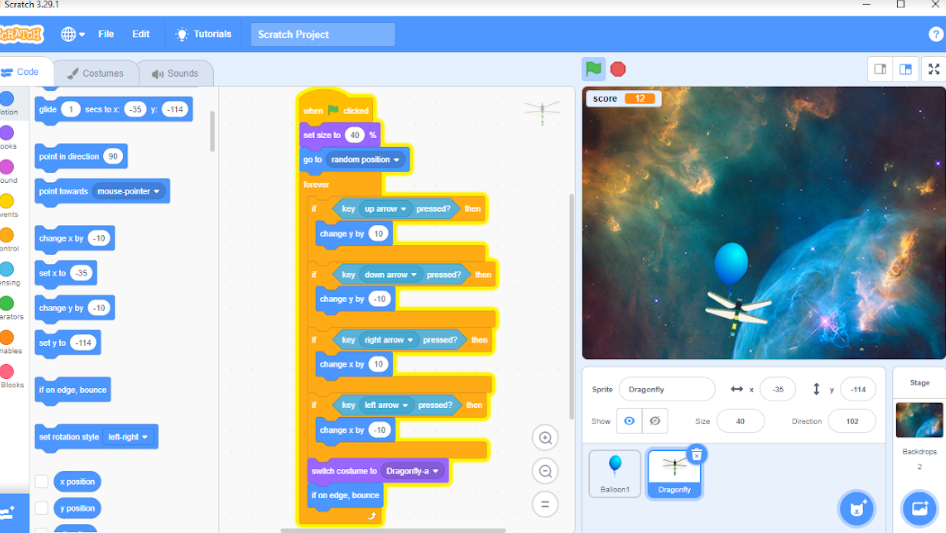 Scratch 3.29.1
SCRATCH File Edit Tutorials Scratch Project ?
Code Costumes Sounds
glide 1 secs to x: -35 y: -114
point in direction 90
point towards mouse-pointer
change x by -10
set x to -35
change y by -10
set y to -114
if on edge, bounce
set rotation style left-right
x position
y position
otion
ooks
ound
vents
ontrol
ensing
erators
Blocks
when clicked
set size to 40 %
go to random position
forever
if key up arrow pressed? then
change y by 10
if key down arrow pressed? then
change y by -10
if key right arrow pressed? then
change x by 10
if key left arrow pressed? then
change x by -10
switch costume to Dragonfly-a
if on edge, bounce
score 12
Sprite Dragonfly x -35 y -114
Show Size 40 Direction 102
Balloon1
Dragonfly
Stage
Backdrops
2